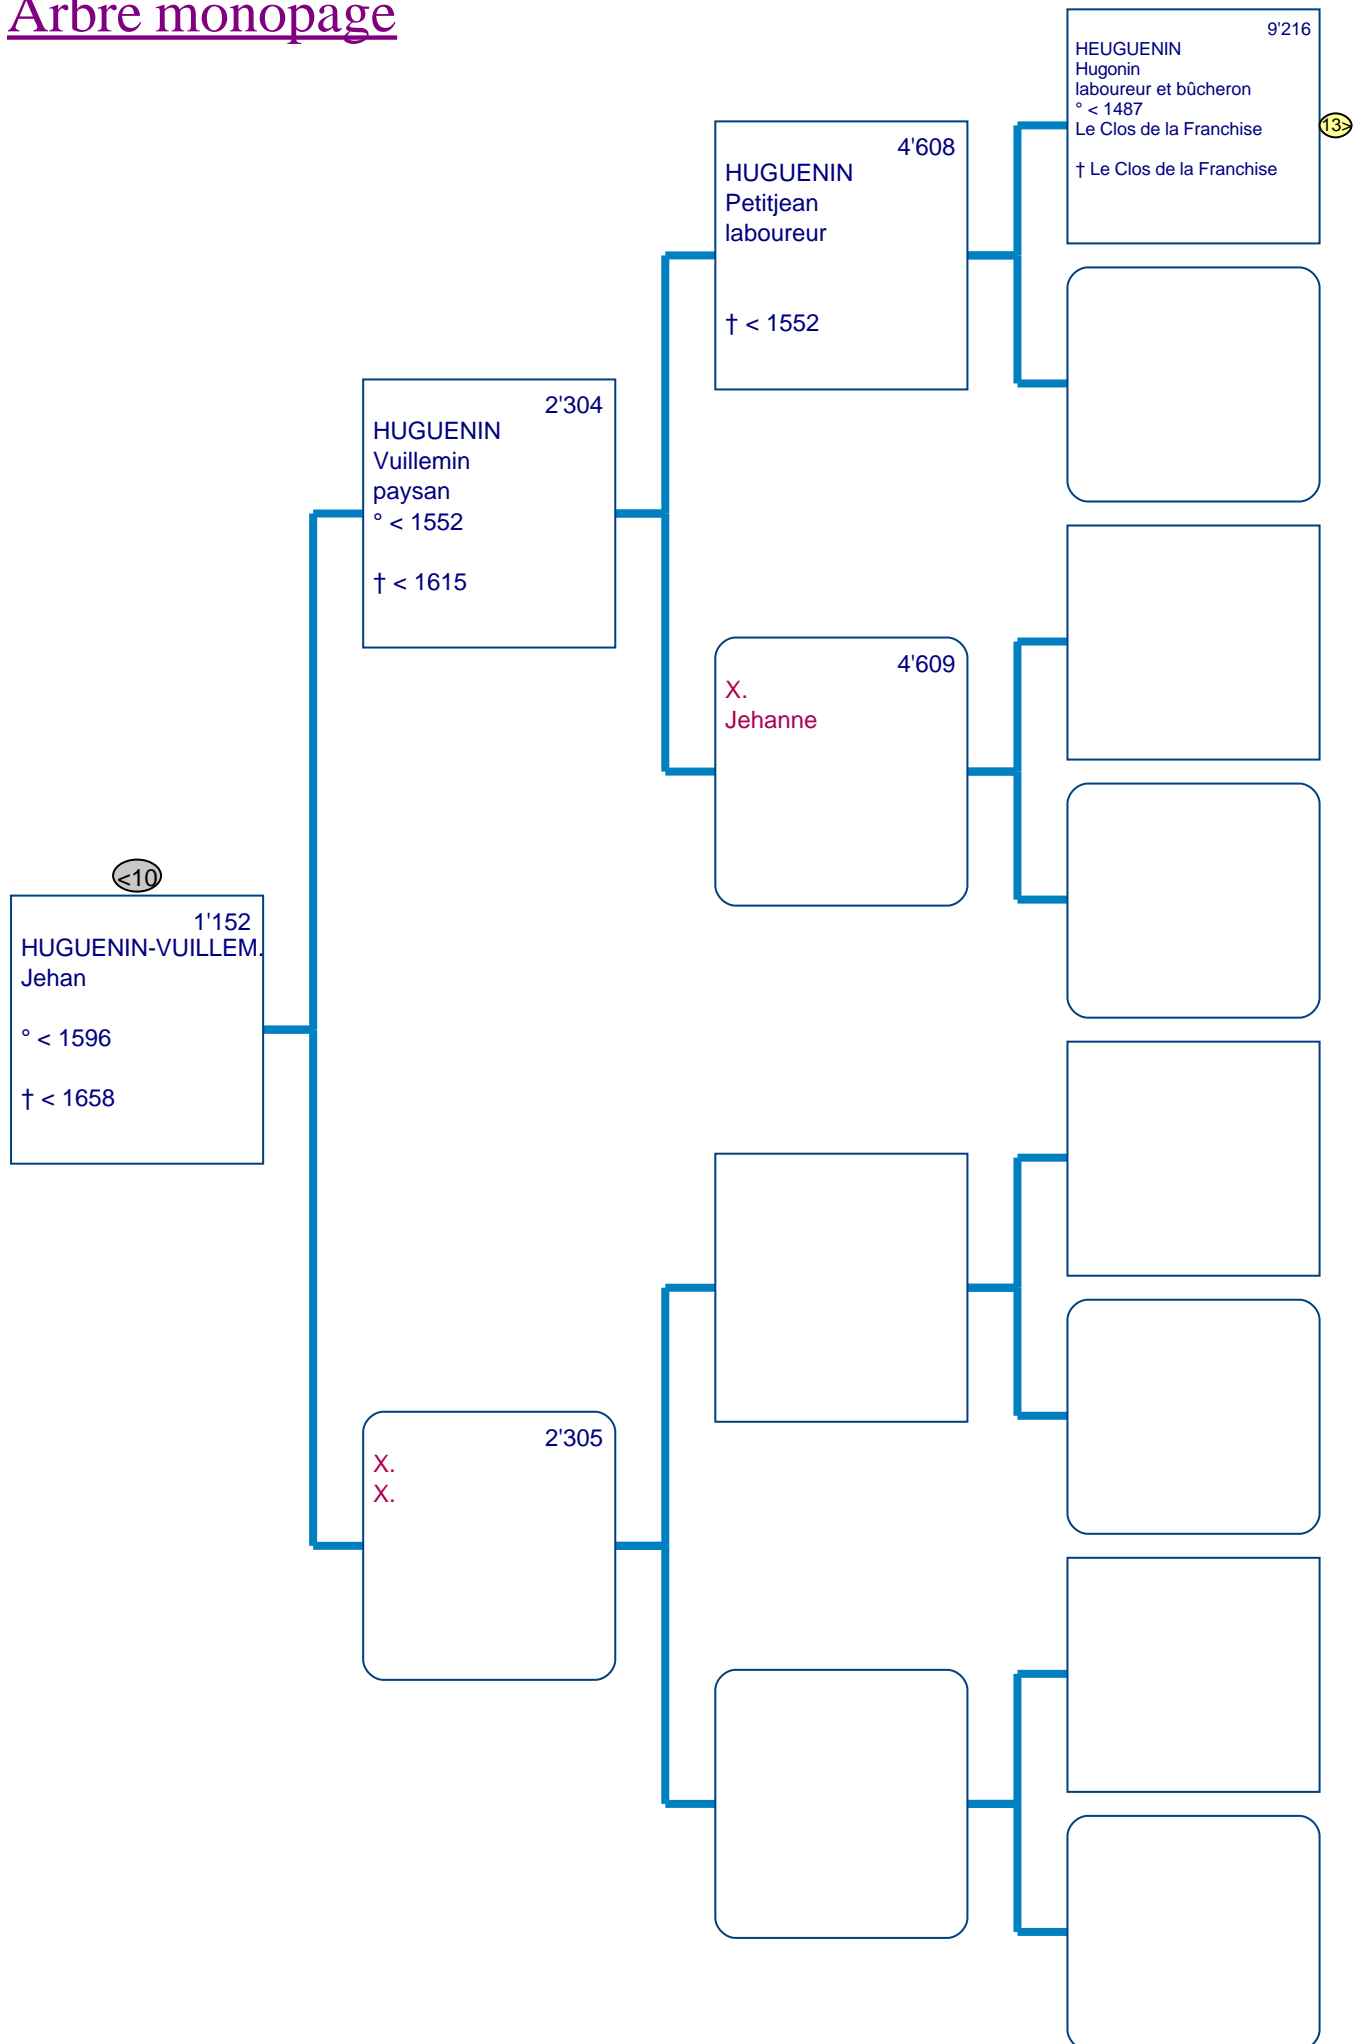 Arbre monopage
9'216
HEUGUENIN
Hugonin
laboureur et bûcheron
° < 1487
Le Clos de la Franchise
† Le Clos de la Franchise
13>
4'608
HUGUENIN
Petitjean
laboureur
† < 1552
2'304
HUGUENIN
Vuillemin
paysan
° < 1552
† < 1615
4'609
X.
Jehanne
<10
1'152
HUGUENIN-VUILLEM.
Jehan
° < 1596
† < 1658
2'305
X.
X.